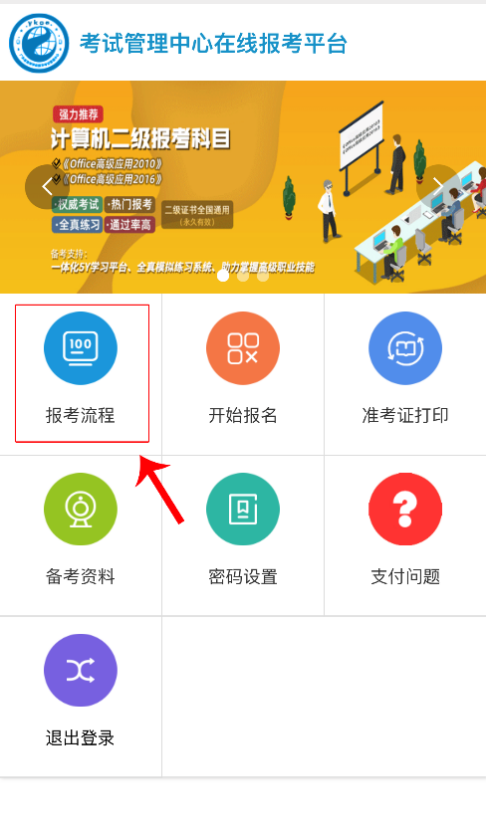 考试管理中心在线报考平台
强力推荐
计算机二级报考科目
《Office高级应用2010》
《Office高级应用2016》
·权威考试 ·热门报考
·全真练习 ·通过率高
二级证书全国通用
（永久有效）
备考支持：
一体化SY学习平台、全真模拟练习系统、助力掌握高级职业技能
100
报考流程
开始报名
准考证打印
备考资料
密码设置
?
支付问题
退出登录